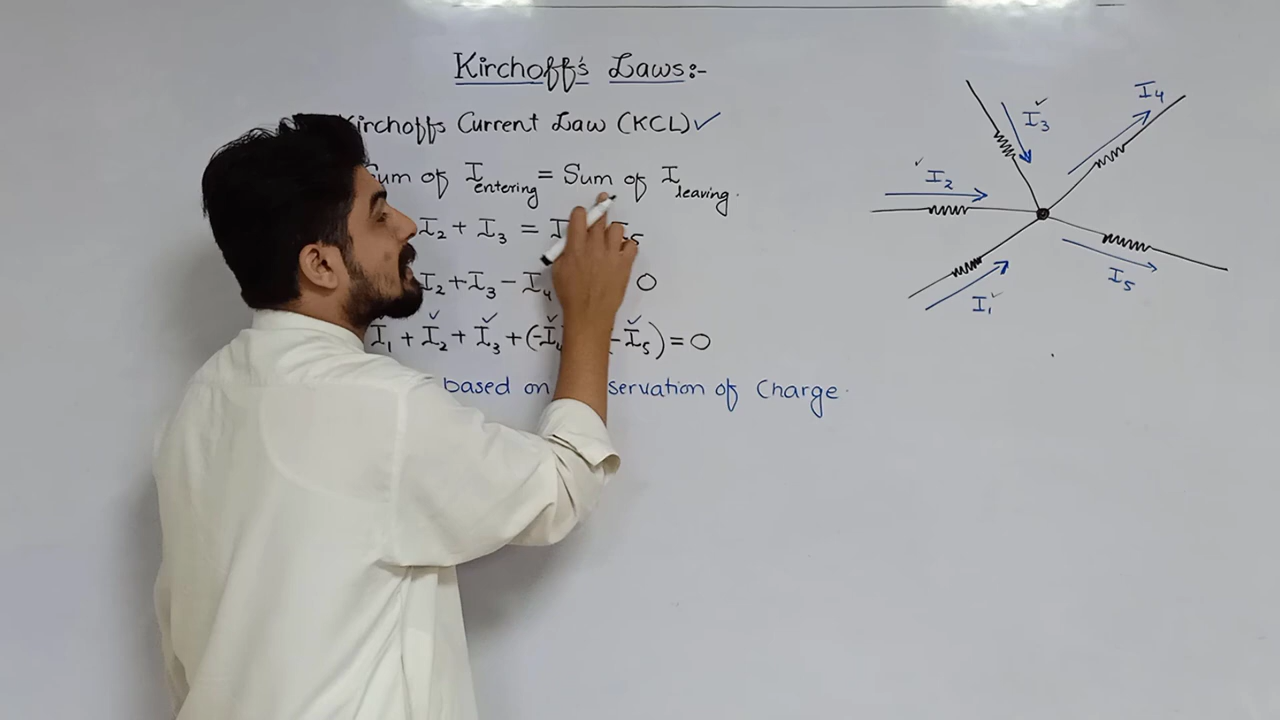 Kirchoff's Laws:-
Kirchoffs Current Law (KCL) ✓
Sum of I entering = Sum of I leaving.
I₂ + I₃ = I₅
I₂ + I₃ - I₄ 0
I₁ + I₂ + I₃ + (-I₄ - I₅) = 0
based on servation of Charge.
I₃
I₄
I₂
I₅
I₁